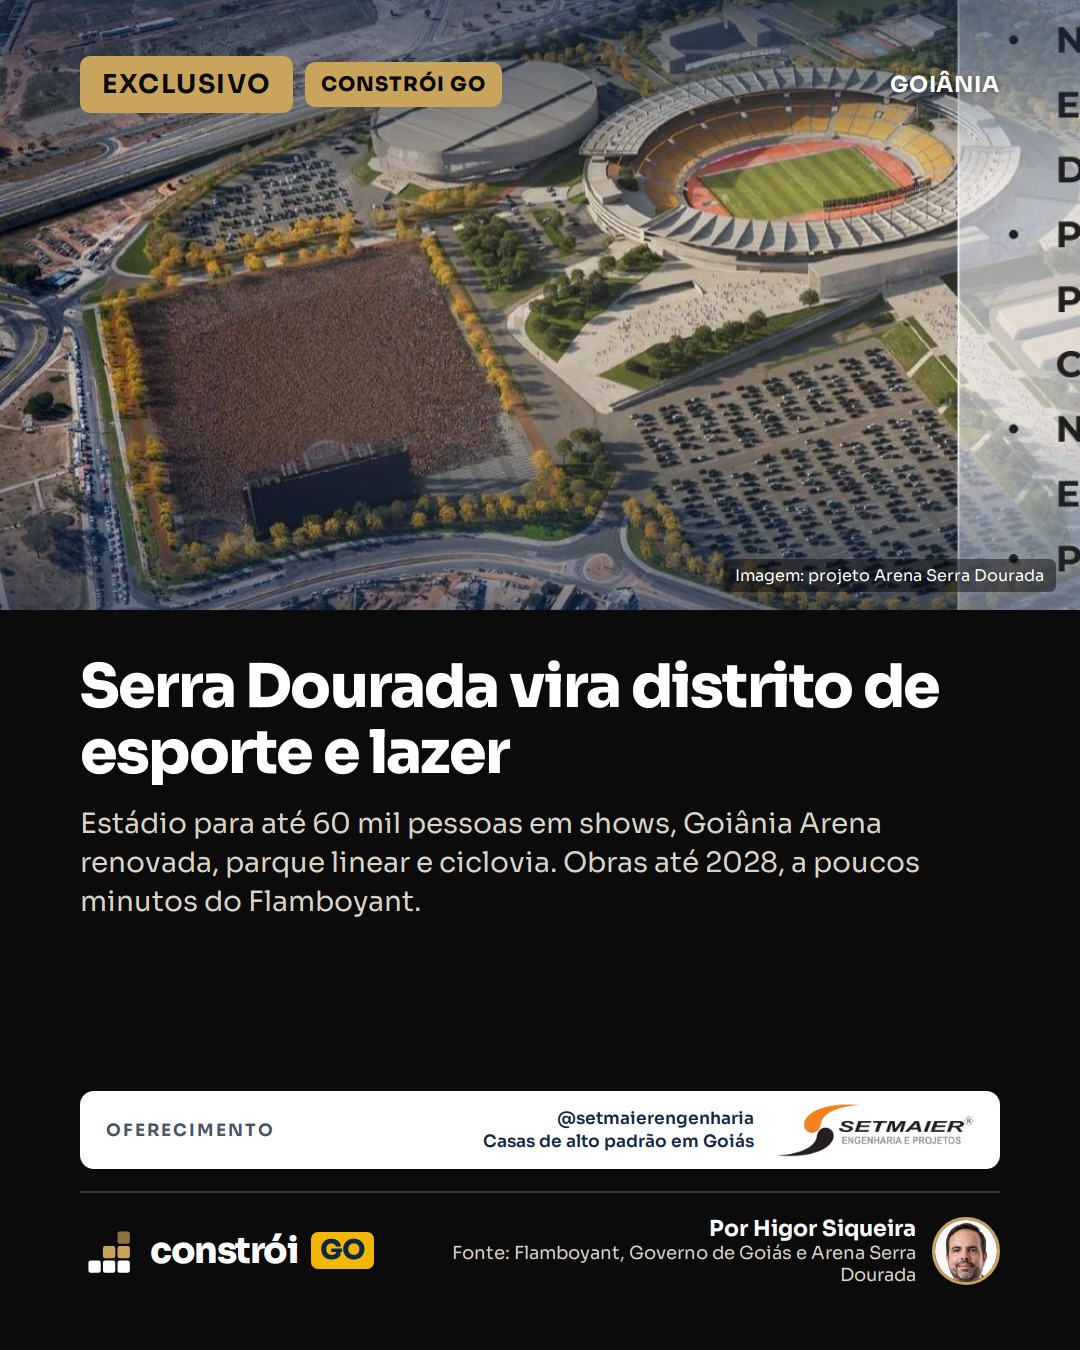 EXCLUSIVO
CONSTRÓI GO
GOIÂNIA
• N
E
D
• P
P
C
• N
E
• P
Imagem: projeto Arena Serra Dourada
Serra Dourada vira distrito de
esporte e lazer
Estádio para até 60 mil pessoas em shows, Goiânia Arena
renovada, parque linear e ciclovia. Obras até 2028, a poucos
minutos do Flamboyant.
OFERECIMENTO
@setmaierengenharia
Casas de alto padrão em Goiás
SETMAIER®
ENGENHARIA E PROJETOS
constrói GO
Por Higor Siqueira
Fonte: Flamboyant, Governo de Goiás e Arena Serra
Dourada